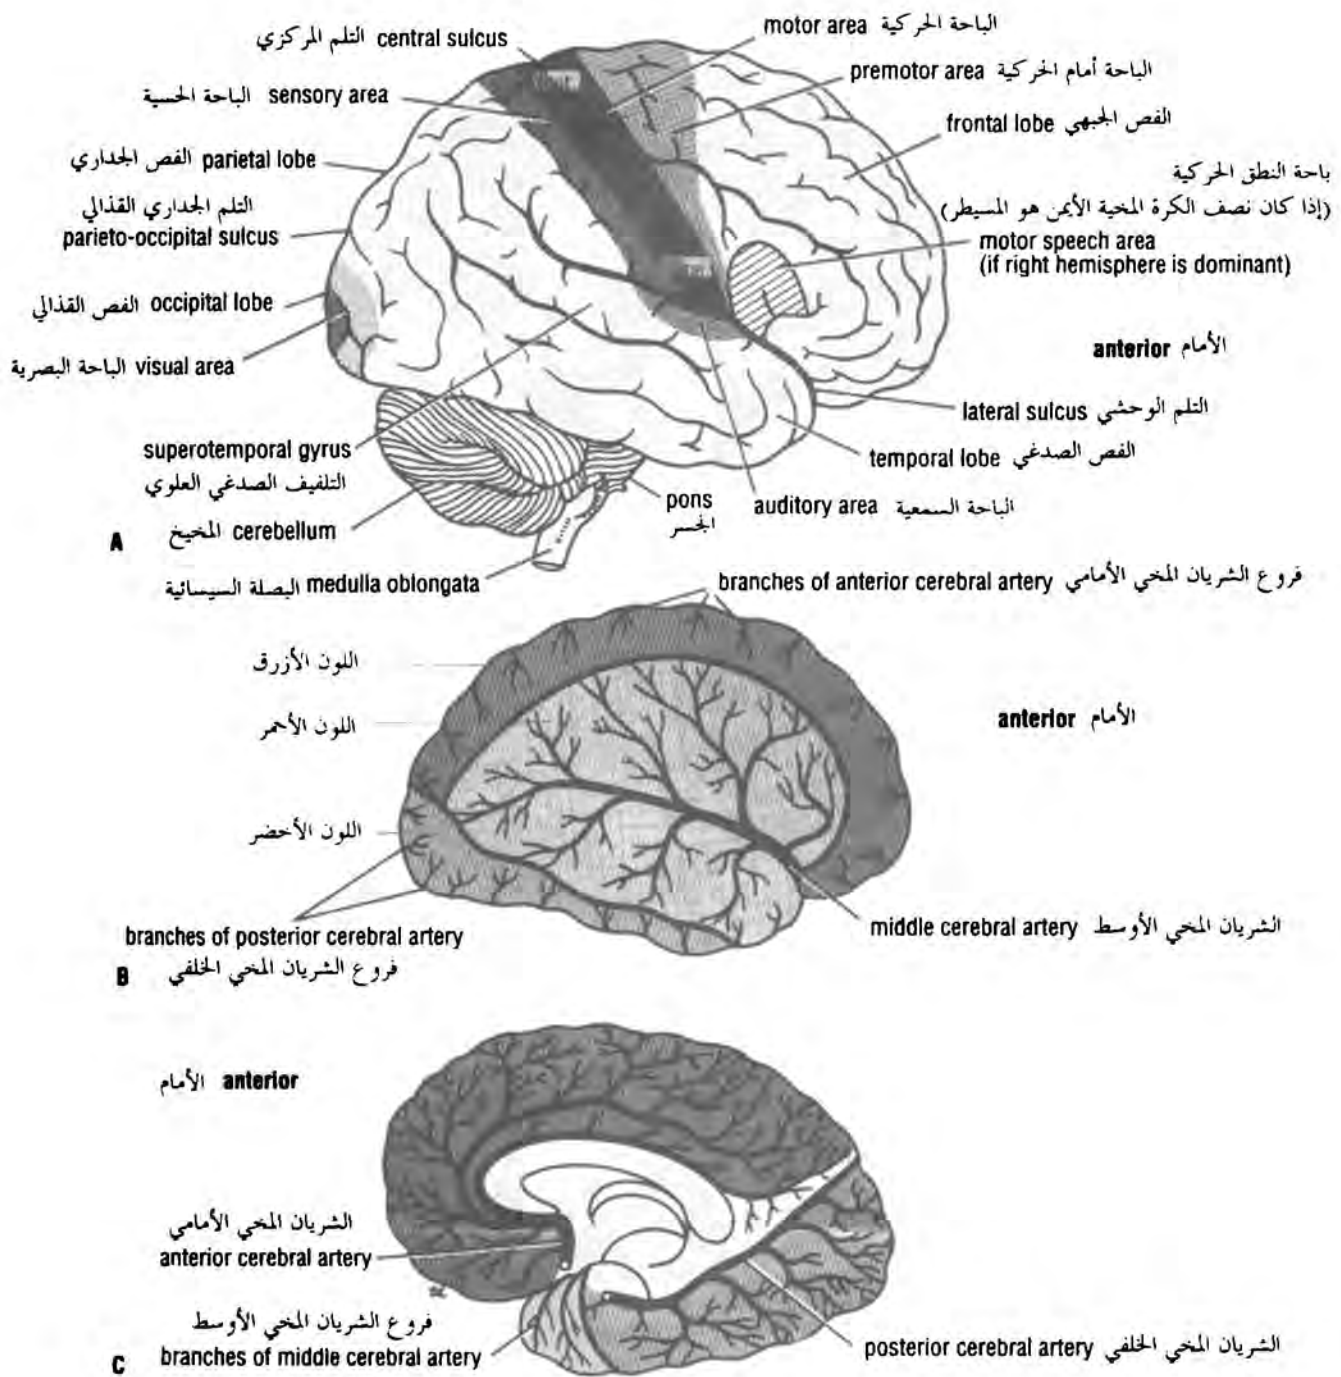 التلم المركزي central sulcus
motor area الباحة الحركية
premotor area الباحة أمام الحركية
الباحة الحسية sensory area
frontal lobe الفص الجبهي
الفص الجداري parietal lobe
باحة النطق الحركية
(إذا كان نصف الكرة المخية الأيمن هو المسيطر)
motor speech area
(if right hemisphere is dominant)
التلم الجداري القذالي
parieto-occipital sulcus
الفص القذالي occipital lobe
anterior الأمام
الباحة البصرية visual area
lateral sulcus التلم الوحشي
superotemporal gyrus
التلفيف الصدغي العلوي
temporal lobe الفص الصدغي
pons
الجسر
auditory area الباحة السمعية
A
المخيخ cerebellum
البصلة السيسائية medulla oblongata
branches of anterior cerebral artery فروع الشريان المخي الأمامي
اللون الأزرق
اللون الأحمر
anterior الأمام
اللون الأخضر
middle cerebral artery الشريان المخي الأوسط
branches of posterior cerebral artery
فروع الشريان المخي الخلفي
B
الأمام anterior
الشريان المخي الأمامي
anterior cerebral artery
فروع الشريان المخي الأوسط
branches of middle cerebral artery
posterior cerebral artery الشريان المخي الخلفي
C